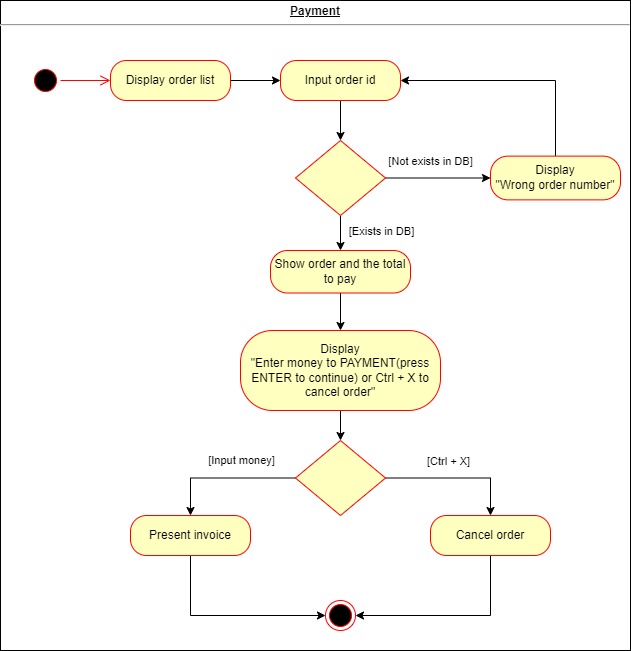 Payment
Display order list
Input order id
[Not exists in DB]
Display
"Wrong order number"
[Exists in DB]
Show order and the total
to pay
Display
"Enter money to PAYMENT(press
ENTER to continue) or Ctrl + X to
cancel order"
[Input money]
[Ctrl + X]
Present invoice
Cancel order